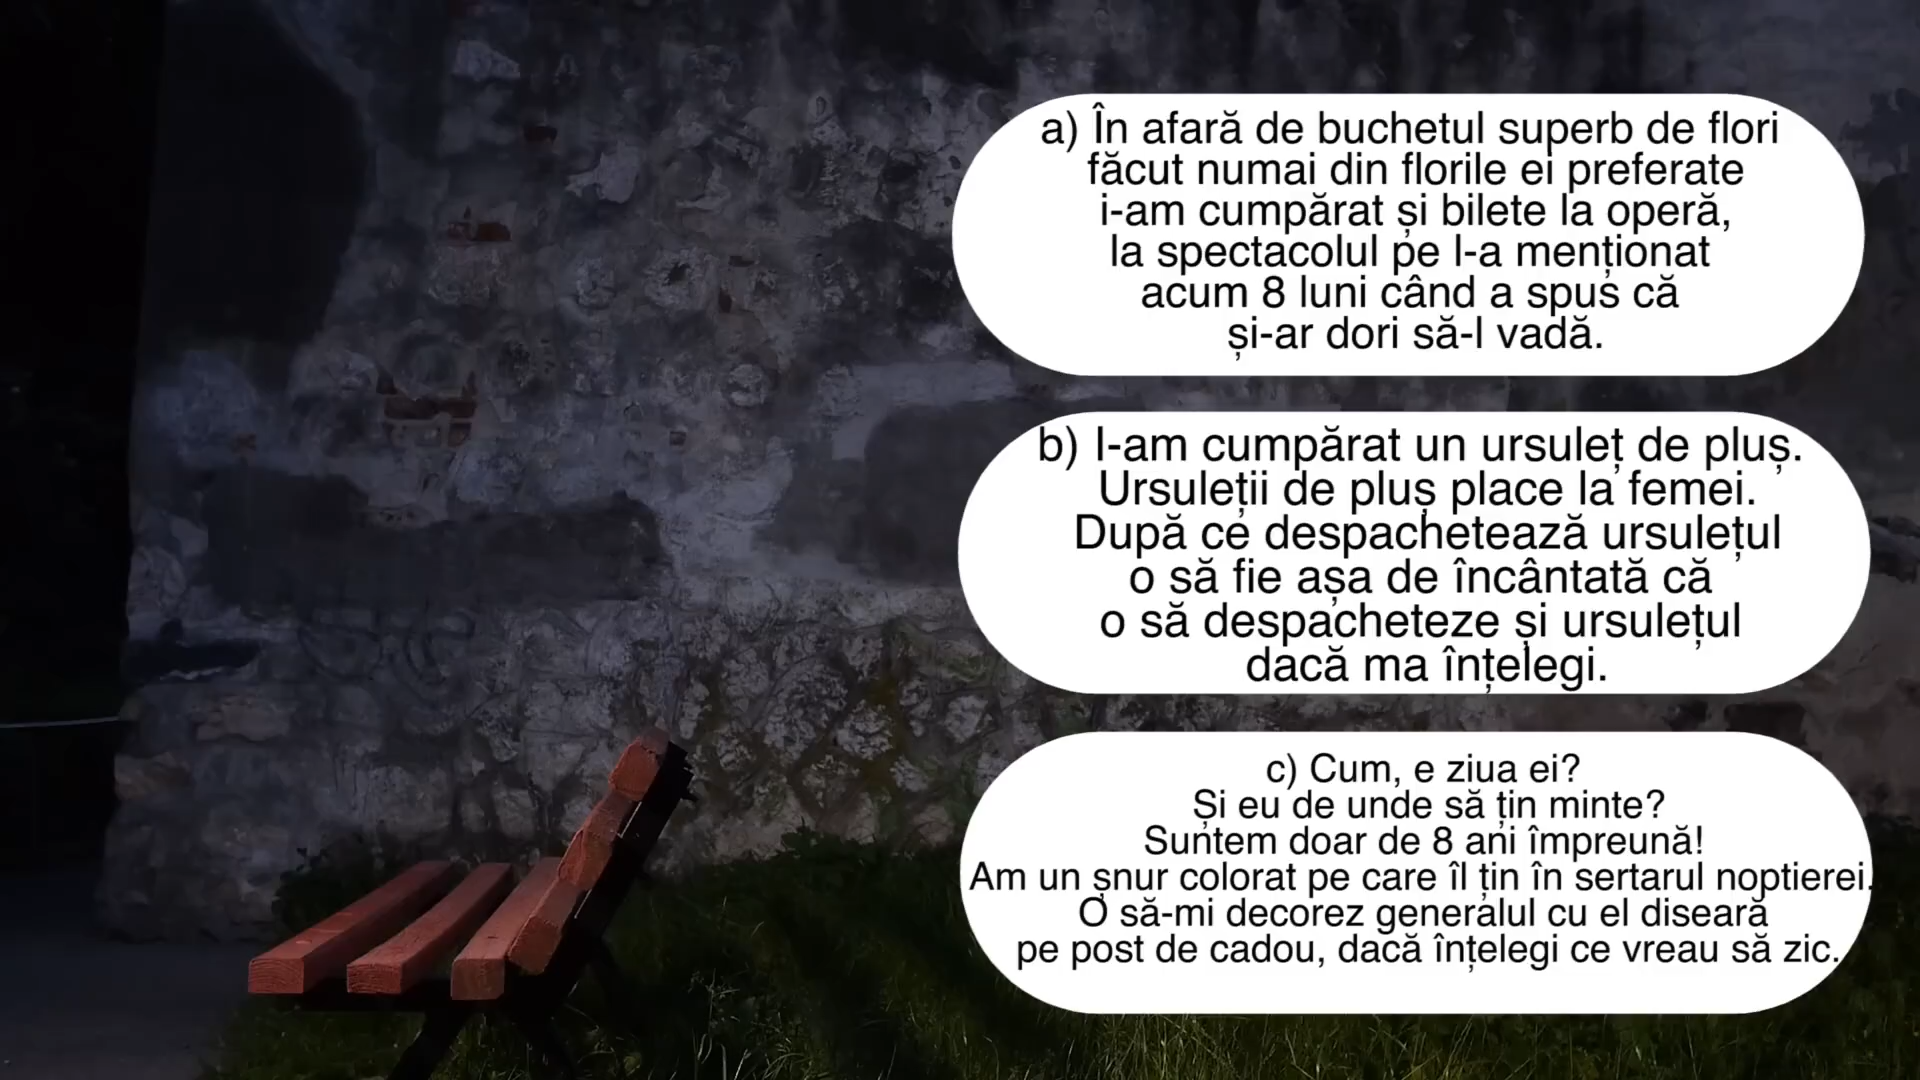 a) În afară de buchetul superb de flori
făcut numai din florile ei preferate
i-am cumpărat și bilete la operă,
la spectacolul pe l-a menționat
acum 8 luni când a spus că
și-ar dori să-l vadă.
b) I-am cumpărat un ursuleț de pluș.
Ursuleții de pluș place la femei.
După ce despachetează ursulețul
o să fie așa de încântată că
o să despacheteze și ursulețul
dacă ma înțelegi.
c) Cum, e ziua ei?
Și eu de unde să țin minte?
Suntem doar de 8 ani împreună!
Am un șnur colorat pe care îl țin în sertarul noptierei.
O să-mi decorez generalul cu el diseară
pe post de cadou, dacă înțelegi ce vreau să zic.